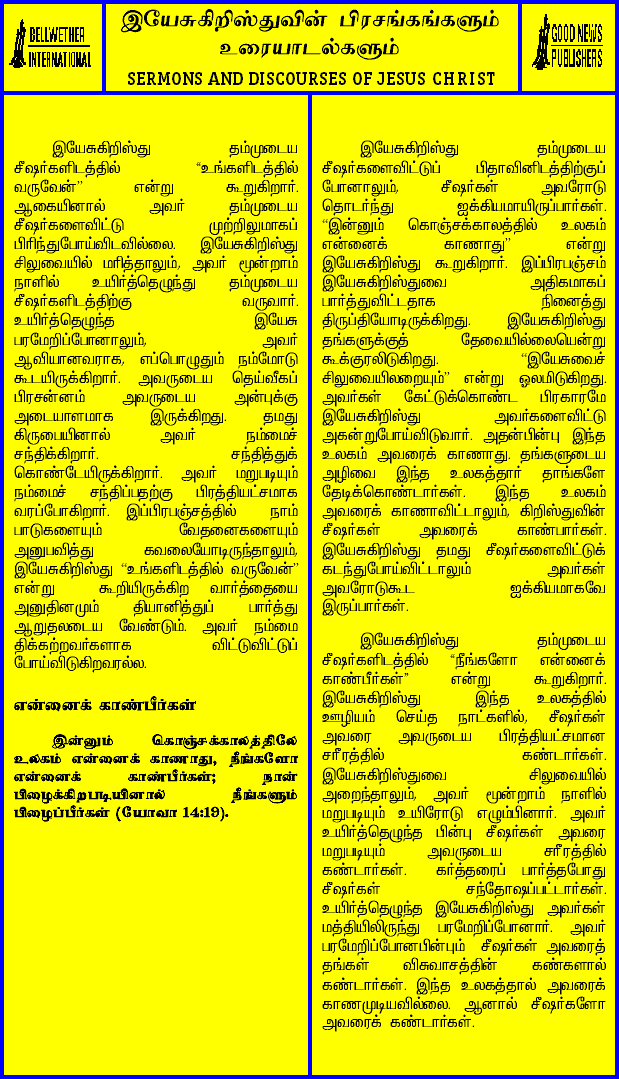 BELLWETHER
INTERNATIONAL
இயேசுகிறிஸ்துவின் பிரசங்கங்களும்
உரையாடல்களும்
SERMONS AND DISCOURSES OF JESUS CHRIST
GOOD NEWS
PUBLISHERS
இயேசுகிறிஸ்து தம்முடைய
சீஷர்களிடத்தில் “உங்களிடத்தில்
வருவேன்” என்று கூறுகிறார்.
ஆகையினால் அவர் தம்முடைய
சீஷர்களைவிட்டு முற்றிலுமாகப்
பிரிந்துபோய்விடவில்லை. இயேசுகிறிஸ்து
சிலுவையில் மரித்தாலும், அவர் மூன்றாம்
நாளில் உயிர்த்தெழுந்து தம்முடைய
சீஷர்களிடத்திற்கு வருவார்.
உயிர்த்தெழுந்த இயேசு
பரமேறிப்போனாலும், அவர்
ஆவியானவராக, எப்பொழுதும் நம்மோடு
கூடயிருக்கிறார். அவருடைய தெய்வீகப்
பிரசன்னம் அவருடைய அன்புக்கு
அடையாளமாக இருக்கிறது. தமது
கிருபையினால் அவர் நம்மைச்
சந்திக்கிறார். சந்தித்துக்
கொண்டேயிருக்கிறார். அவர் மறுபடியும்
நம்மைச் சந்திப்பதற்கு பிரத்தியட்சமாக
வரப்போகிறார். இப்பிரபஞ்சத்தில் நாம்
பாடுகளையும் வேதனைகளையும்
அனுபவித்து கவலையோடிருந்தாலும்,
இயேசுகிறிஸ்து “உங்களிடத்தில் வருவேன்”
என்று கூறியிருக்கிற வார்த்தையை
அனுதினமும் தியானித்துப் பார்த்து
ஆறுதலடைய வேண்டும். அவர் நம்மை
திக்கற்றவர்களாக விட்டுவிட்டுப்
போய்விடுகிறவரல்ல.
என்னைக் காண்பீர்கள்
இன்னும் கொஞ்சக்காலத்திலே
உலகம் என்னைக் காணாது, நீங்களோ
என்னைக் காண்பீர்கள்; நான்
பிழைக்கிறபடியினால் நீங்களும்
பிழைப்பீர்கள் (யோவா 14:19).
இயேசுகிறிஸ்து தம்முடைய
சீஷர்களைவிட்டுப் பிதாவினிடத்திற்குப்
போனாலும், சீஷர்கள் அவரோடு
தொடர்ந்து ஐக்கியமாயிருப்பார்கள்.
“இன்னும் கொஞ்சக்காலத்தில் உலகம்
என்னைக் காணாது” என்று
இயேசுகிறிஸ்து கூறுகிறார். இப்பிரபஞ்சம்
இயேசுகிறிஸ்துவை அதிகமாகப்
பார்த்துவிட்டதாக நினைத்து
திருப்தியோடிருக்கிறது. இயேசுகிறிஸ்து
தங்களுக்குத் தேவையில்லையென்று
கூக்குரலிடுகிறது. “இயேசுவைச்
சிலுவையிலறையும்” என்று ஓலமிடுகிறது.
அவர்கள் கேட்டுக்கொண்ட பிரகாரமே
இயேசுகிறிஸ்து அவர்களைவிட்டு
அகன்றுபோய்விடுவார். அதன்பின்பு இந்த
உலகம் அவரைக் காணாது. தங்களுடைய
அழிவை இந்த உலகத்தார் தாங்களே
தேடிக்கொண்டார்கள். இந்த உலகம்
அவரைக் காணாவிட்டாலும், கிறிஸ்துவின்
சீஷர்கள் அவரைக் காண்பார்கள்.
இயேசுகிறிஸ்து தமது சீஷர்களைவிட்டுக்
கடந்துபோய்விட்டாலும் அவர்கள்
அவரோடுகூட ஐக்கியமாகவே
இருப்பார்கள்.
இயேசுகிறிஸ்து தம்முடைய
சீஷர்களிடத்தில் “நீங்களோ என்னைக்
காண்பீர்கள்” என்று கூறுகிறார்.
இயேசுகிறிஸ்து இந்த உலகத்தில்
ஊழியம் செய்த நாட்களில், சீஷர்கள்
அவரை அவருடைய பிரத்தியட்சமான
சரீரத்தில் கண்டார்கள்.
இயேசுகிறிஸ்துவை சிலுவையில்
அறைந்தாலும், அவர் மூன்றாம் நாளில்
மறுபடியும் உயிரோடு எழும்பினார். அவர்
உயிர்த்தெழுந்த பின்பு சீஷர்கள் அவரை
மறுபடியும் அவருடைய சரீரத்தில்
கண்டார்கள். கர்த்தரைப் பார்த்தபோது
சீஷர்கள் சந்தோஷப்பட்டார்கள்.
உயிர்த்தெழுந்த இயேசுகிறிஸ்து அவர்கள்
மத்தியிலிருந்து பரமேறிப்போனார். அவர்
பரமேறிப்போனபின்பும் சீஷர்கள் அவரைத்
தங்கள் விசுவாசத்தின் கண்களால்
கண்டார்கள். இந்த உலகத்தால் அவரைக்
காணமுடியவில்லை. ஆனால் சீஷர்களோ
அவரைக் கண்டார்கள்.